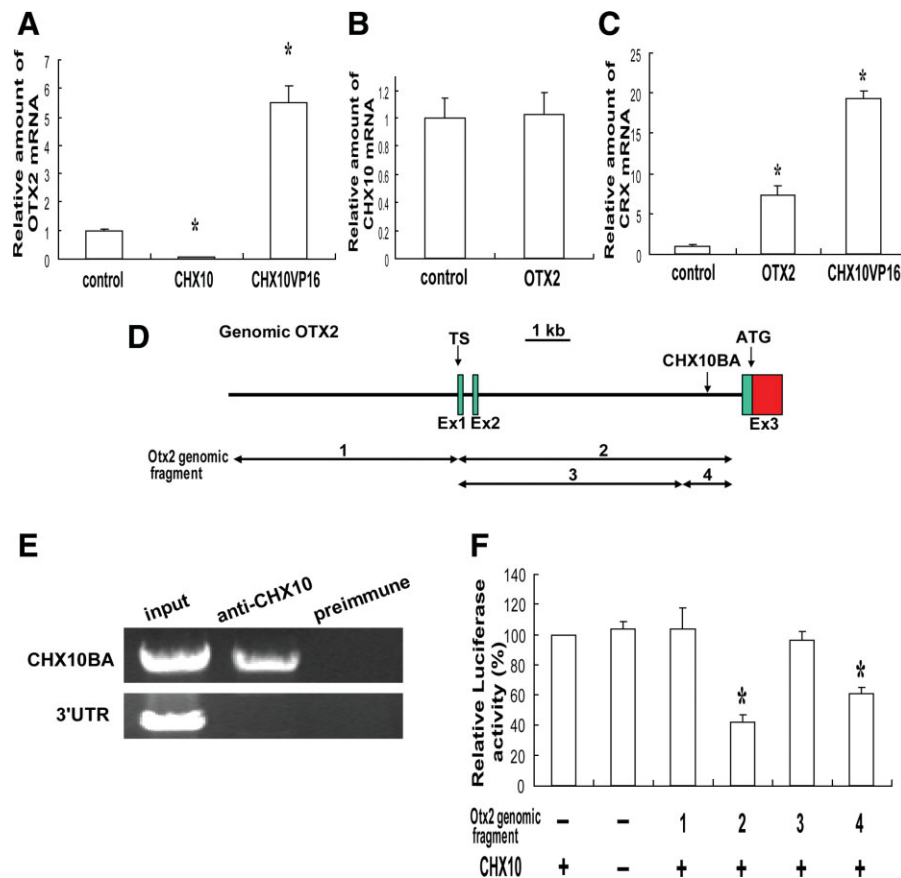 A
Relative amount of
OTX2 mRNA
7
6
5
4
3
2
1
0
*
*
control
CHX10
CHX10VP16
B
Relative amount of
CHX10 mRNA
1.2
1
0.8
0.6
0.4
0.2
0
control
OTX2
C
Relative amount of
CRX mRNA
25
20
15
10
5
0
*
*
control
OTX2
CHX10VP16
D
Genomic OTX2
1 kb
TS
ATG
CHX10BA
Ex1
Ex2
Ex3
Otx2 genomic
fragment
1
2
3
4
E
input
anti-CHX10
preimmune
CHX10BA
3'UTR
F
Relative Luciferase
activity (%)
140
120
100
80
60
40
20
0
*
*
Otx2 genomic
fragment
– – 1 2 3 4
CHX10
+ – + + + +